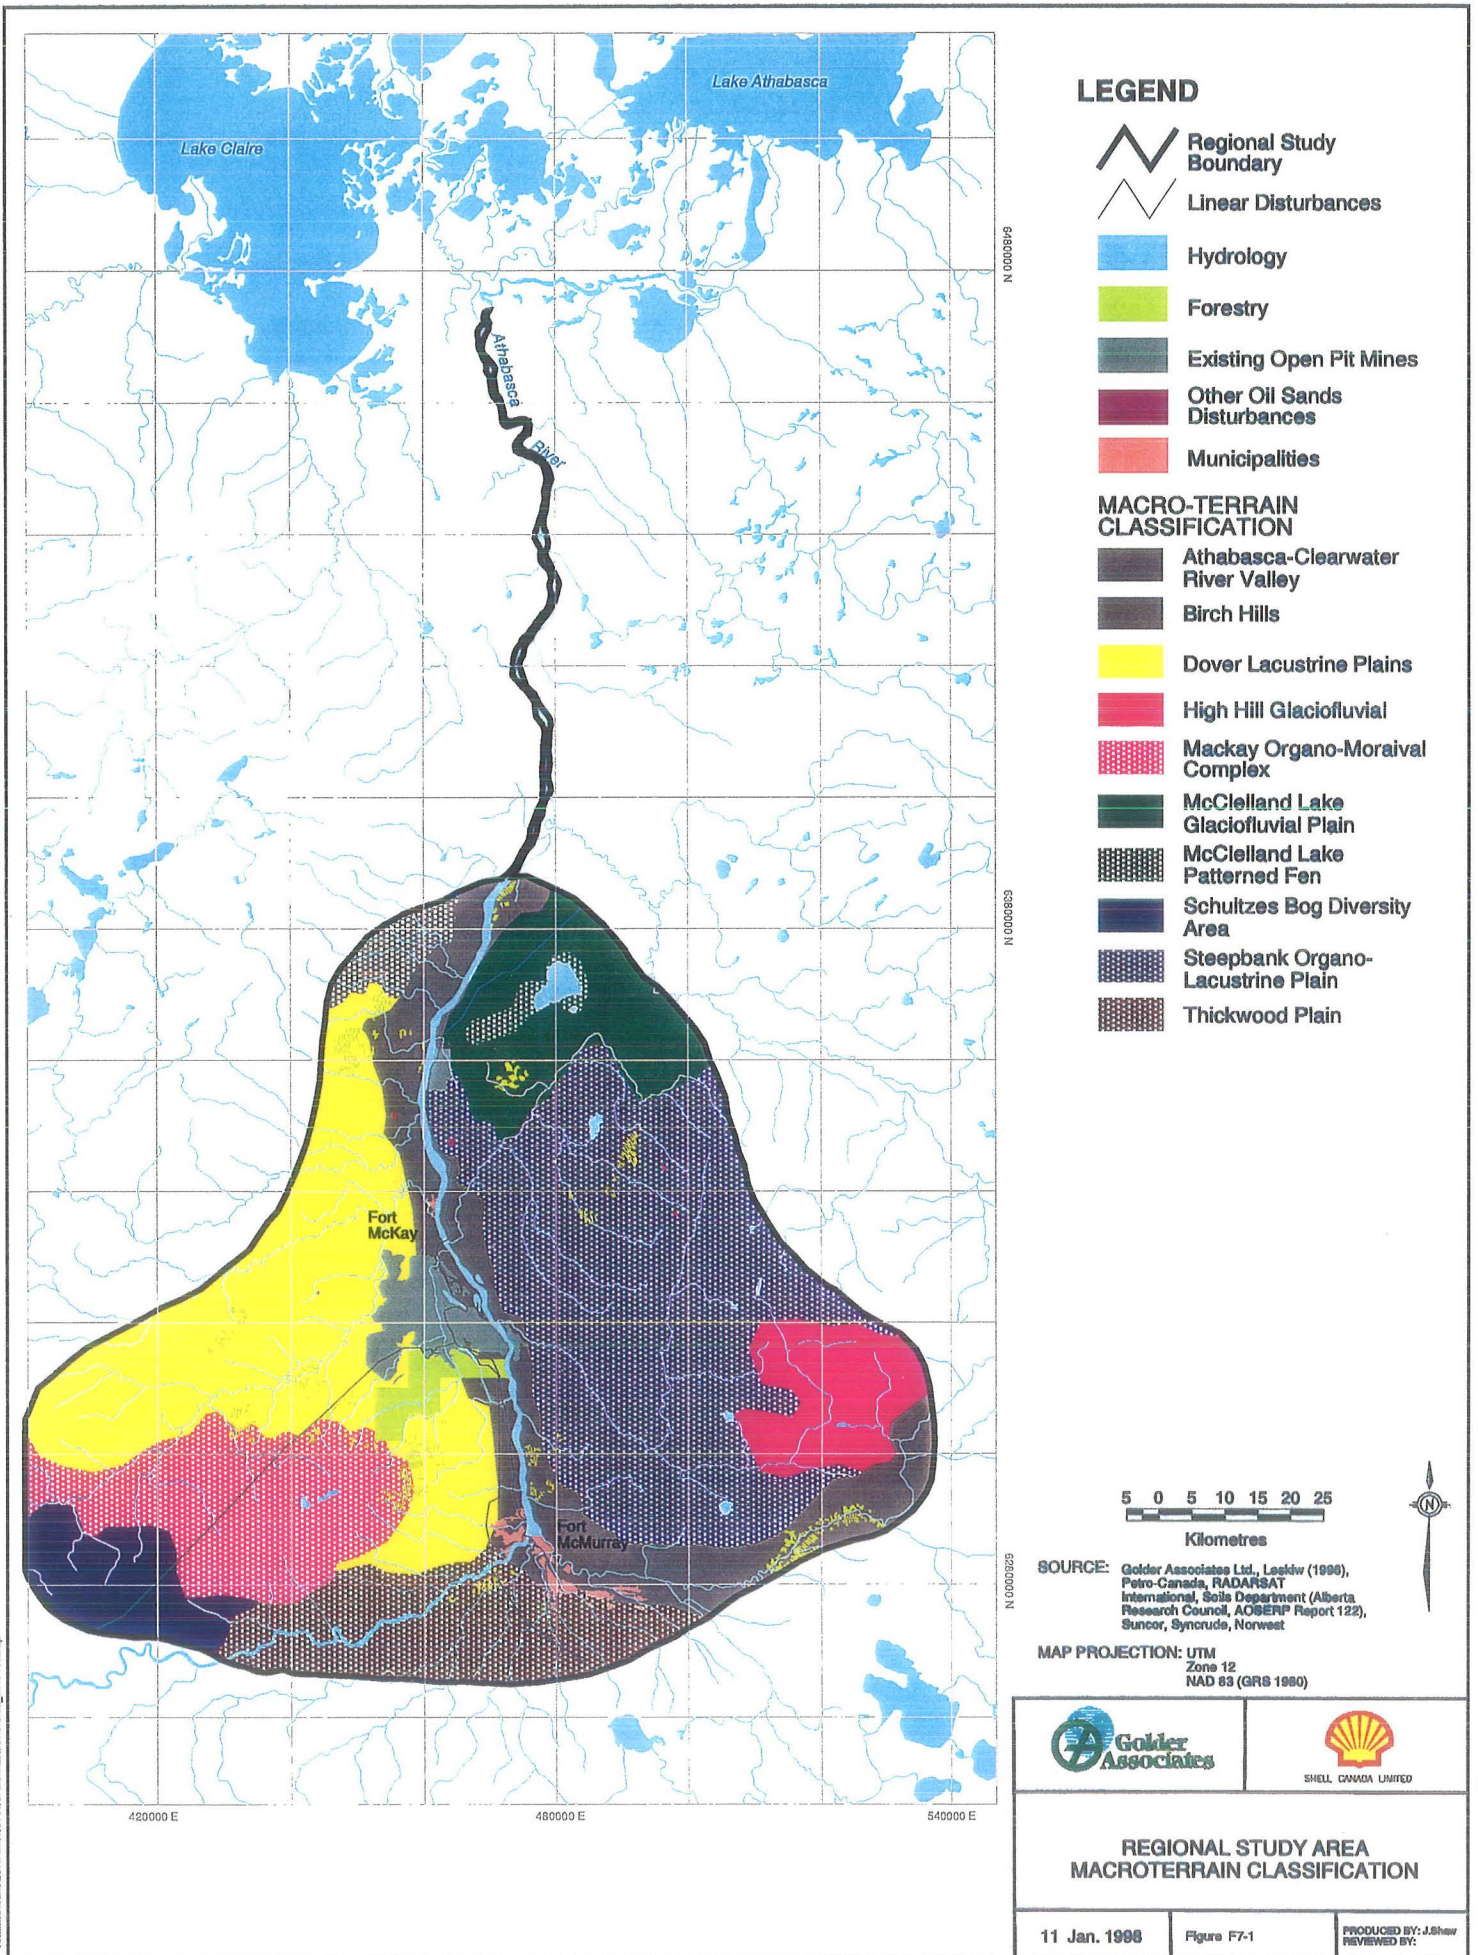 Lake Athabasca
Lake Claire
Athabasca
River
Fort
McKay
Fort
McMurray
6480000 N
6380000 N
6280000 N
420000 E
480000 E
540000 E
LEGEND
Regional Study
Boundary
Linear Disturbances
Hydrology
Forestry
Existing Open Pit Mines
Other Oil Sands
Disturbances
Municipalities
MACRO-TERRAIN
CLASSIFICATION
Athabasca-Clearwater
River Valley
Birch Hills
Dover Lacustrine Plains
High Hill Glaciofluvial
Mackay Organo-Moraival
Complex
McClelland Lake
Glaciofluvial Plain
McClelland Lake
Patterned Fen
Schultzes Bog Diversity
Area
Steepbank Organo-
Lacustrine Plain
Thickwood Plain
N
5 0 5 10 15 20 25
Kilometres
SOURCE: Golder Associates Ltd., Leskiw (1996),
Petro-Canada, RADARSAT
International, Soils Department (Alberta
Research Council, AOSERP Report 122),
Suncor, Syncrude, Norwest
MAP PROJECTION: UTM
Zone 12
NAD 83 (GRS 1980)
Golder
Associates
SHELL CANADA LIMITED
REGIONAL STUDY AREA
MACROTERRAIN CLASSIFICATION
11 Jan. 1998
Figure F7-1
PRODUCED BY: J.Shaw
REVIEWED BY: